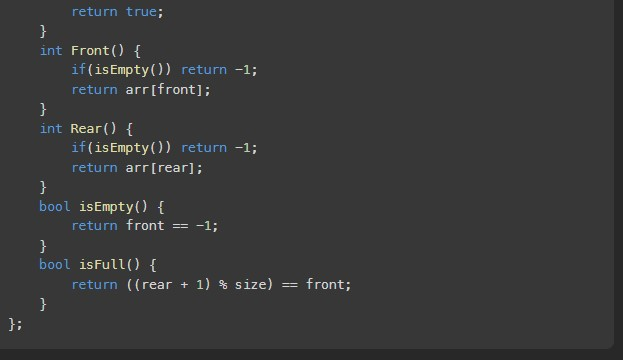 return true;
    }
    int Front() {
        if(isEmpty()) return -1;
        return arr[front];
    }
    int Rear() {
        if(isEmpty()) return -1;
        return arr[rear];
    }
    bool isEmpty() {
        return front == -1;
    }
    bool isFull() {
        return ((rear + 1) % size) == front;
    }
};